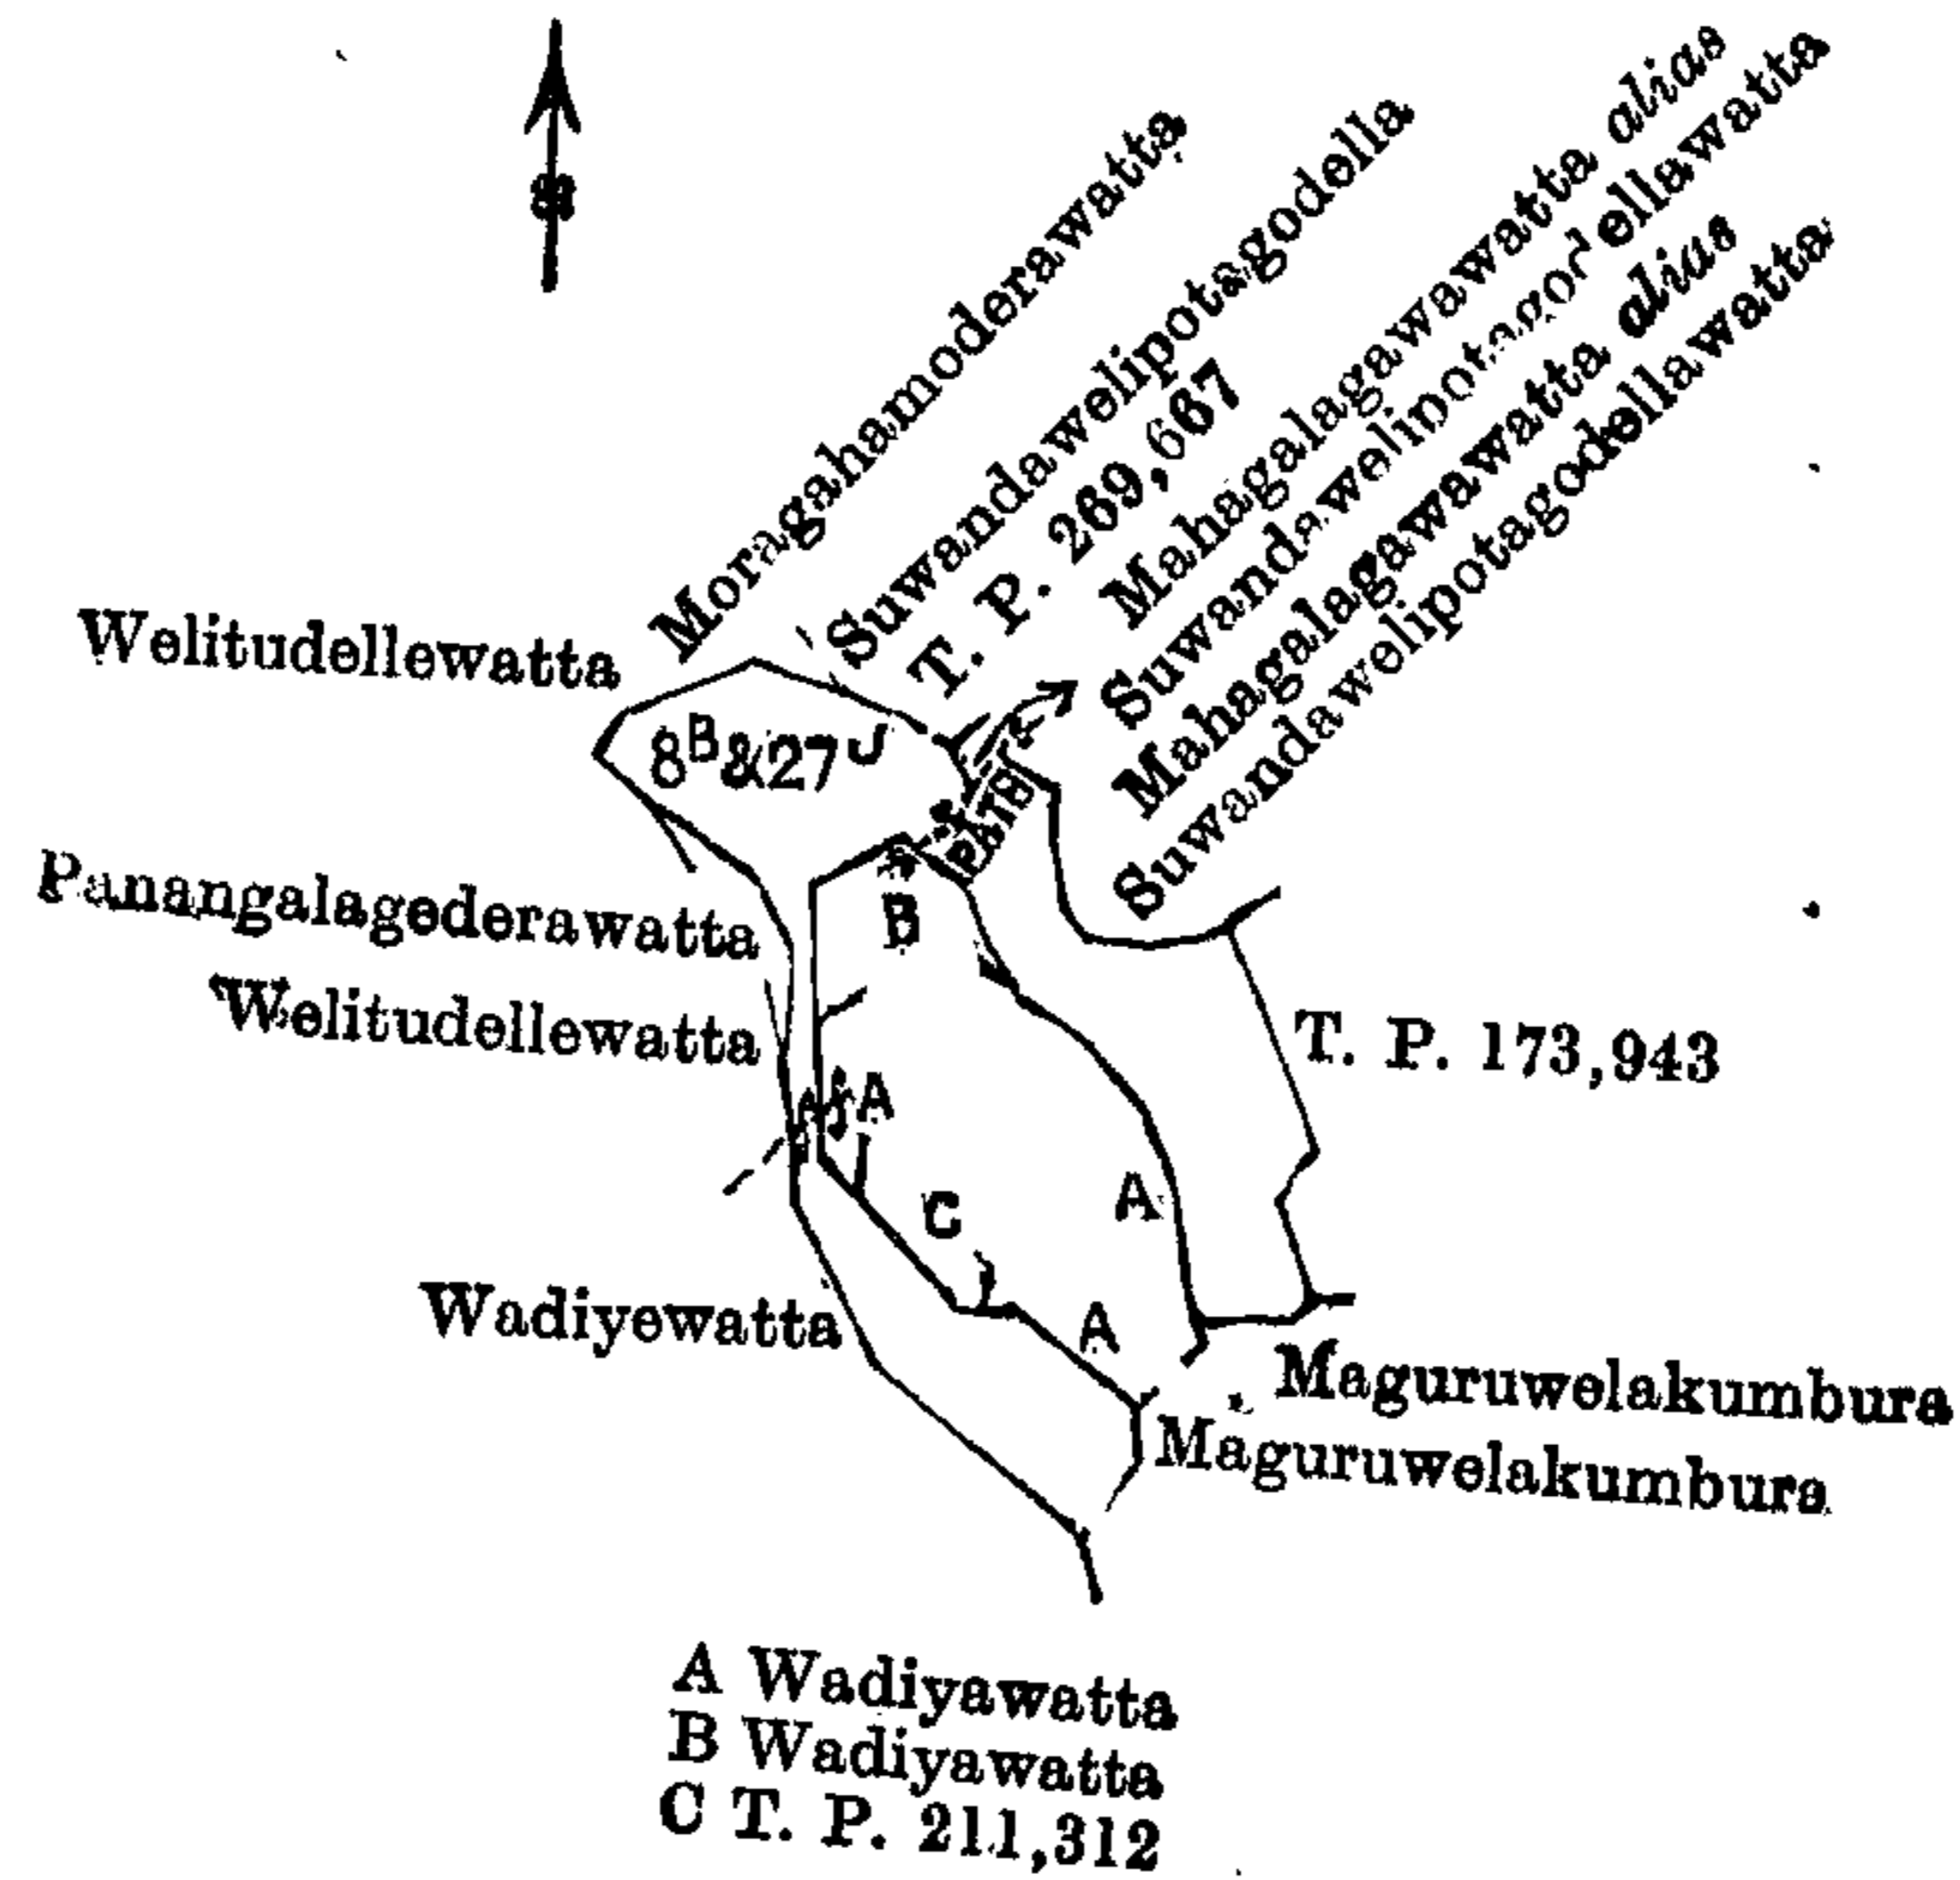 Moragahamoderawatta
Suwandawelipotagodella
T. P. 269,667
Mahagalagawawatta alias
Suwandawelipotagodellawatta
Mahagalagawawatta alias
Suwandawelipotagodellawatta
Welitudellewatta
8B&27J
PATH
Panangalagederawatta
B
Welitudellewatta
T. P. 173,943
A
A
C
A
Wadiyewatta
A
Maguruwelakumbura
Maguruwelakumbura
A Wadiyawatta
B Wadiyawatta
C T. P. 211,312